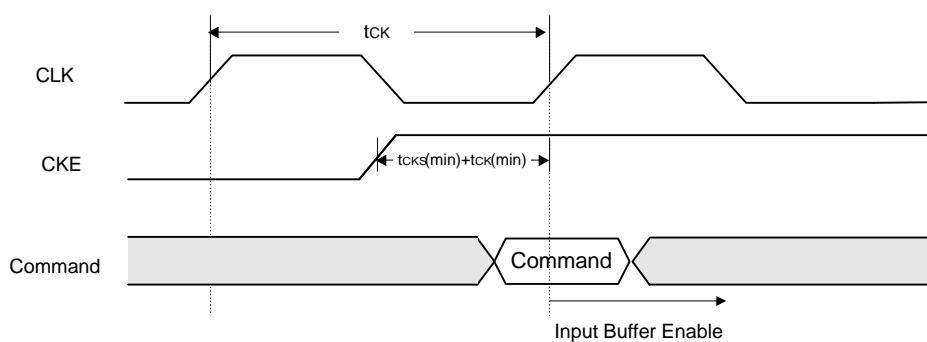 tCK
CLK
CKE
tCKS(min)+tCK(min)
Command
Command
Input Buffer Enable